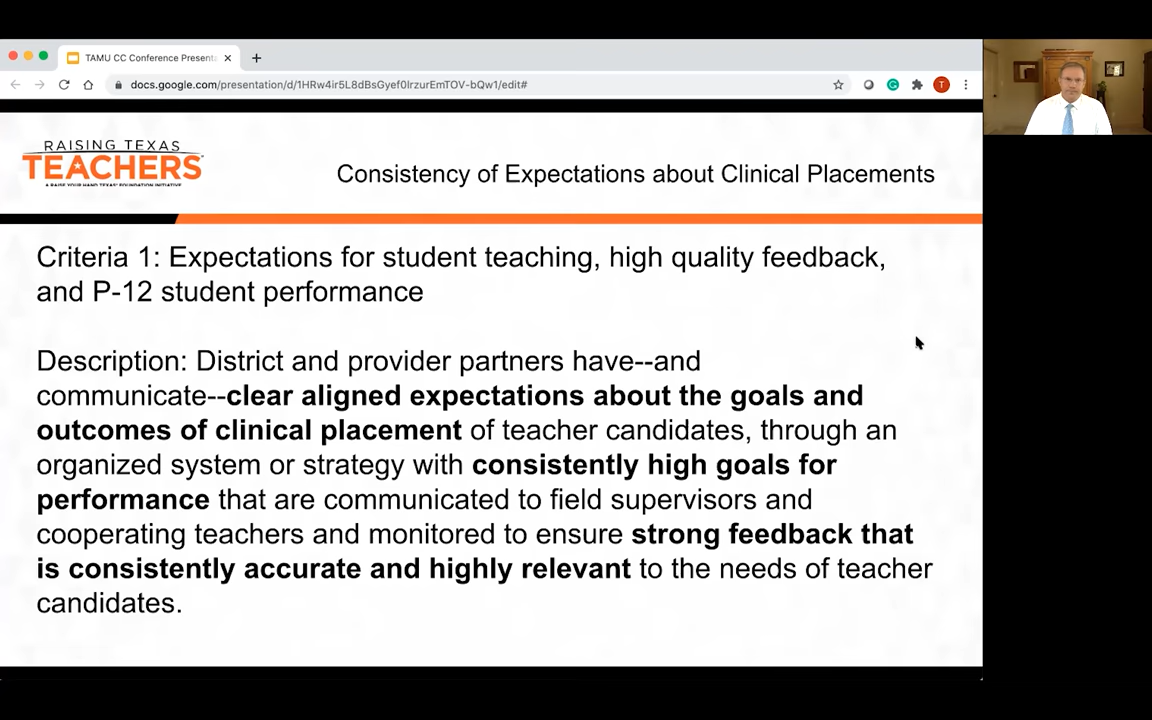 TAMU CC Conference Presenta
docs.google.com/presentation/d/1HRw4ir5L8dBsGyef0IrzurEmTOV-bQw1/edit#
T
RAISING TEXAS
TEACHERS
A RAISE YOUR HAND TEXAS® FOUNDATION INITIATIVE
Consistency of Expectations about Clinical Placements
Criteria 1: Expectations for student teaching, high quality feedback,
and P-12 student performance
Description: District and provider partners have--and
communicate--clear aligned expectations about the goals and
outcomes of clinical placement of teacher candidates, through an
organized system or strategy with consistently high goals for
performance that are communicated to field supervisors and
cooperating teachers and monitored to ensure strong feedback that
is consistently accurate and highly relevant to the needs of teacher
candidates.